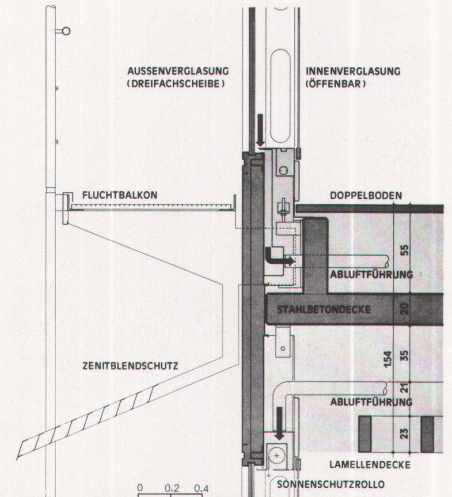 AUSSENVERGLASUNG
(DREIFACHSCHEIBE)
INNENVERGLASUNG
(ÖFFENBAR)
FLUCHTBALKON
DOPPELBODEN
55
ABLUFTFÜHRUNG
STAHLBETONDECKE
20
ZENITBLENDSCHUTZ
154
35
21
ABLUFTFÜHRUNG
23
LAMELLENDECKE
SONNENSCHUTZROLLO
0 0.2 0.4